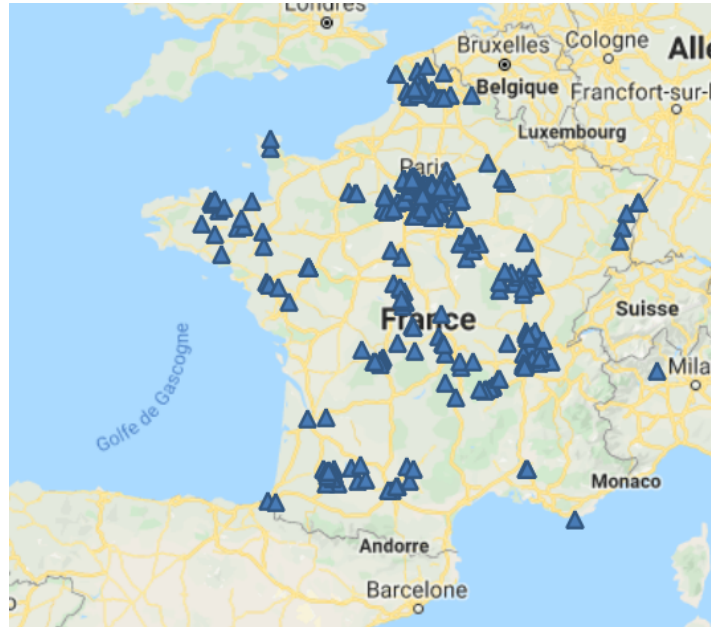 Londres
Bruxelles
Cologne
Alle
Belgique
Francfort-sur-l
Luxembourg
Paris
France
Suisse
Mila
Golfe de Gascogne
Monaco
Andorre
Barcelone